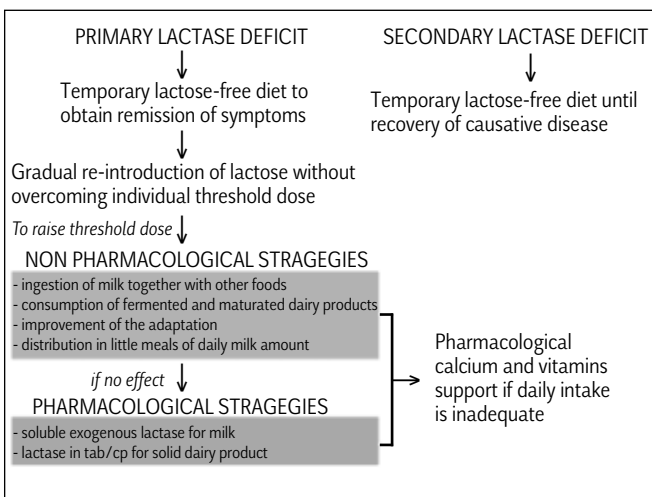 PRIMARY LACTASE DEFICIT
Temporary lactose-free diet to
obtain remission of symptoms
Gradual re-introduction of lactose without
overcoming individual threshold dose
To raise threshold dose
NON PHARMACOLOGICAL STRAGEGIES
- ingestion of milk together with other foods
- consumption of fermented and maturated dairy products
- improvement of the adaptation
- distribution in little meals of daily milk amount
if no effect
PHARMACOLOGICAL STRAGEGIES
- soluble exogenous lactase for milk
- lactase in tab/cp for solid dairy product
SECONDARY LACTASE DEFICIT
Temporary lactose-free diet until
recovery of causative disease
Pharmacological
calcium and vitamins
support if daily intake
is inadequate